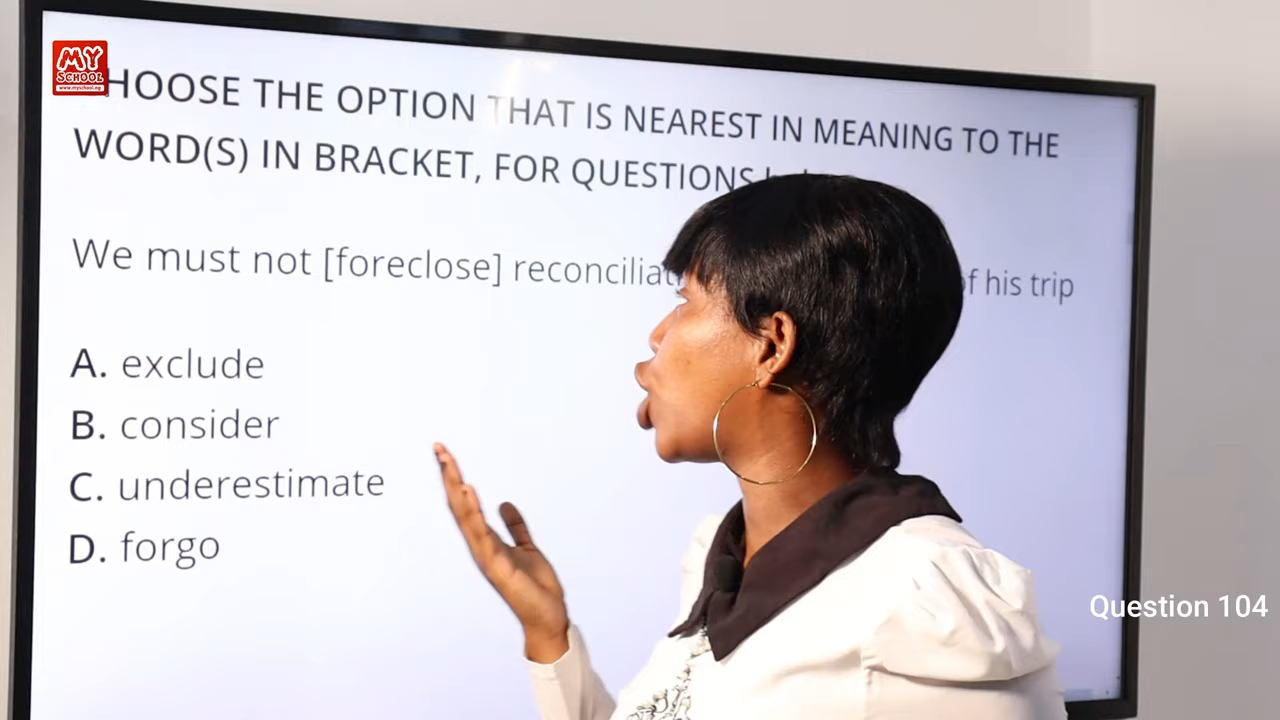 MY
SCHOOL
www.myschool.ng
HOOSE THE OPTION THAT IS NEAREST IN MEANING TO THE
WORD(S) IN BRACKET, FOR QUESTIONS
We must not [foreclose] of his trip
A. exclude
B. consider
C. underestimate
D. forgo
Question 104